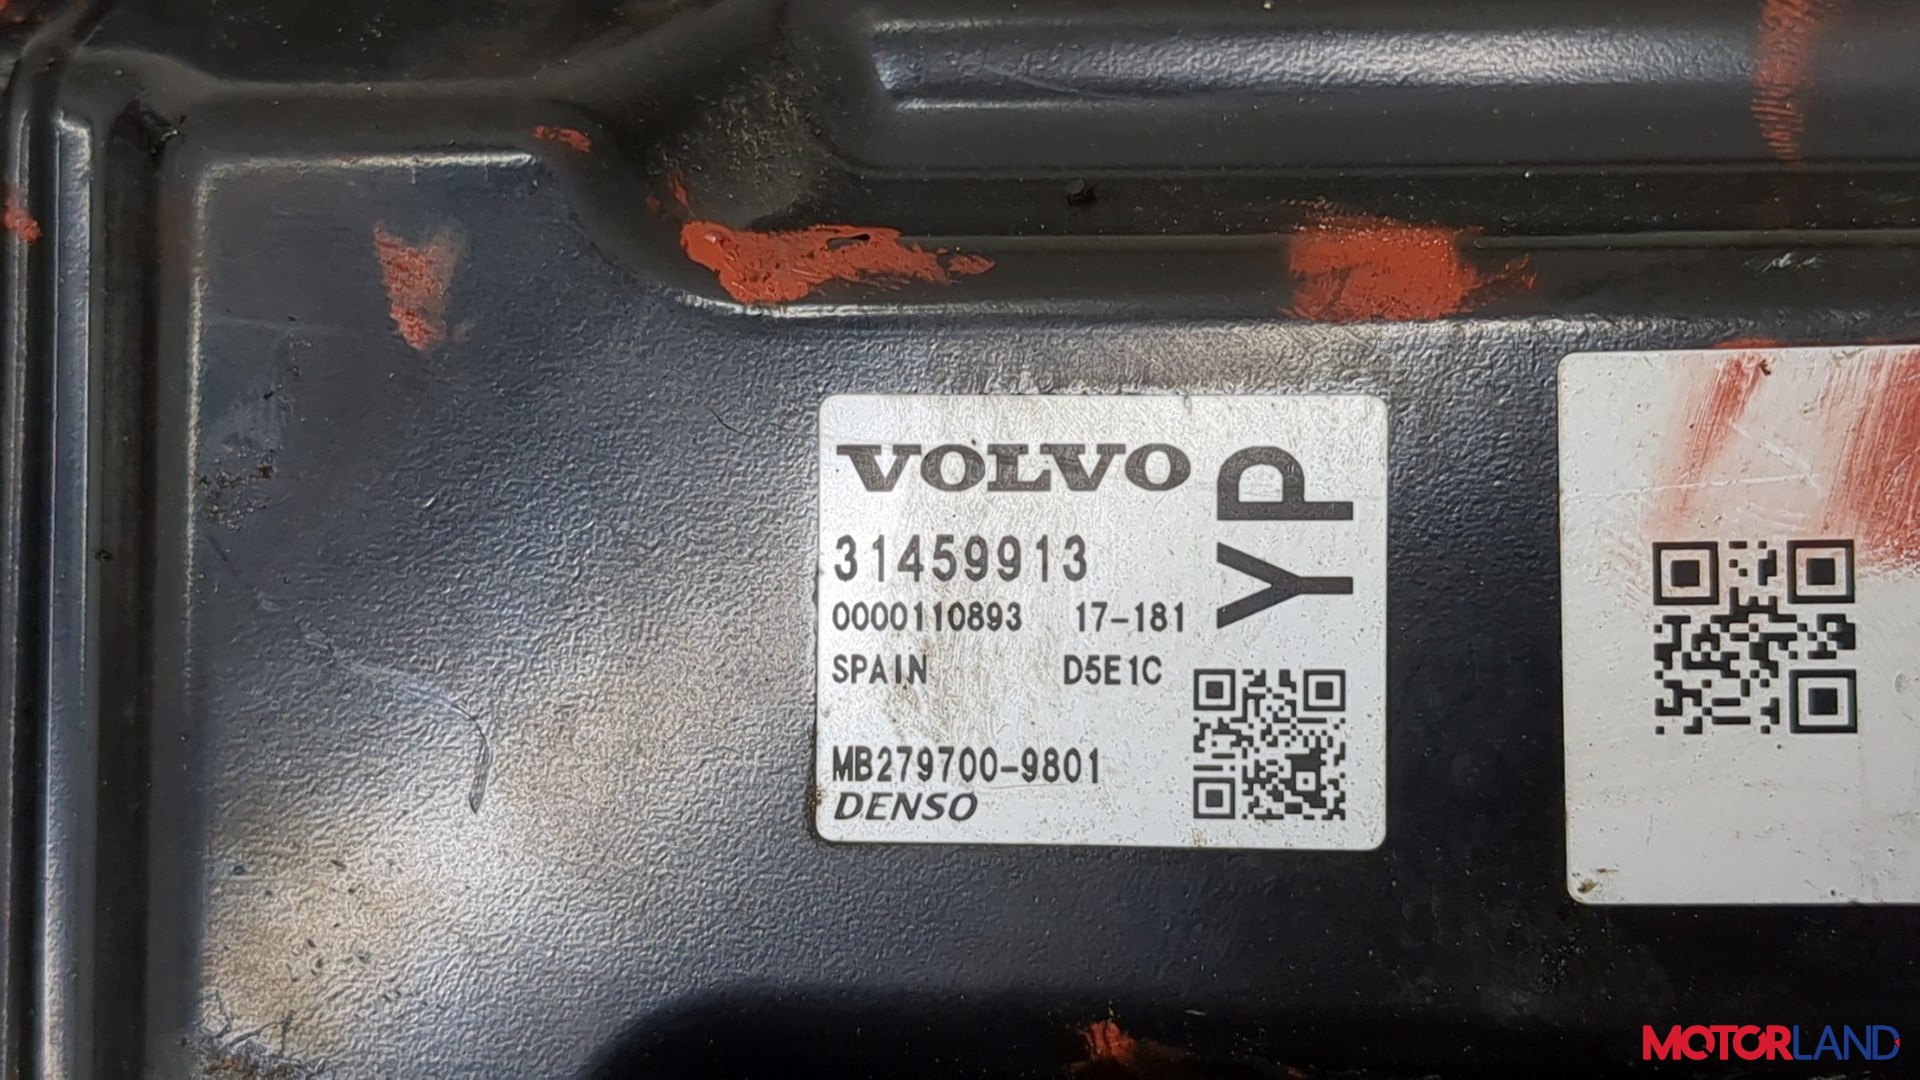 VOLVO
YP
31459913
0000110893 17-181
SPAIN D5E1C
MB279700-9801
DENSO
MOTORLAND